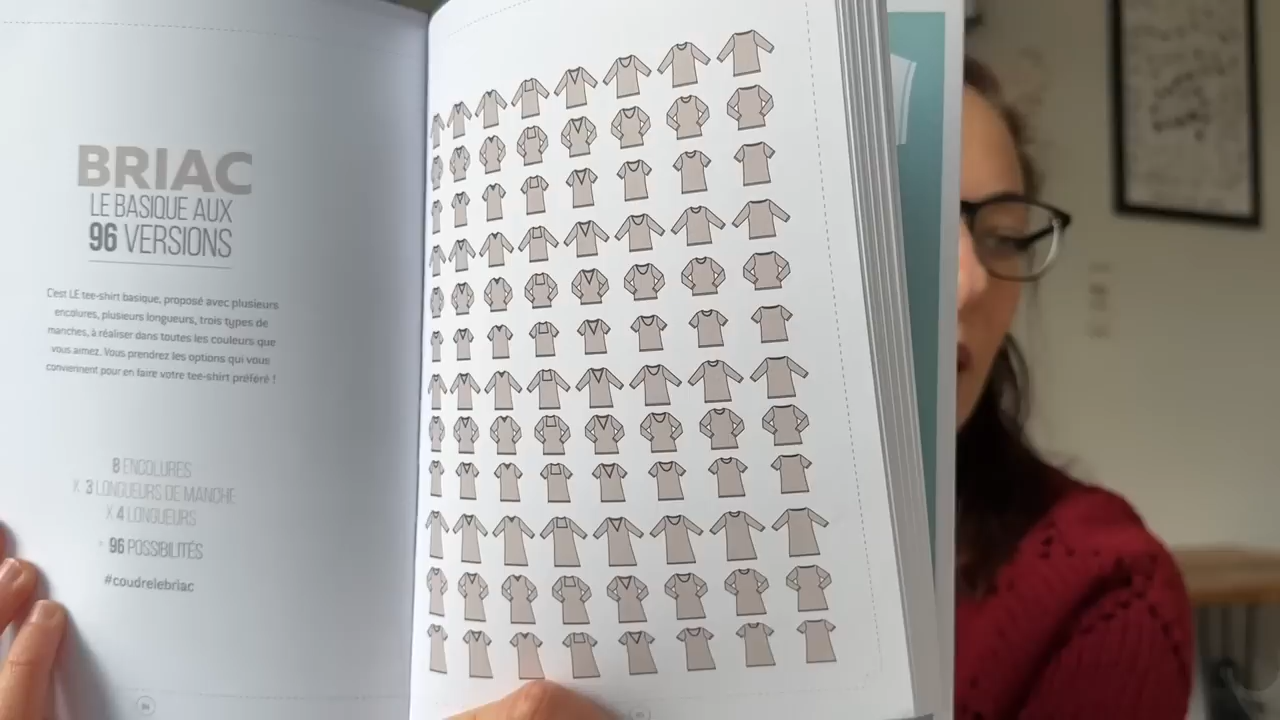 BRIAC
LE BASIQUE AUX
96 VERSIONS
C'est LE tee-shirt basique, proposé avec plusieurs
encolures, plusieurs longueurs, trois types de
manches, à réaliser dans toutes les couleurs que
vous aimez. Vous prendrez les options qui vous
conviennent pour en faire votre tee-shirt préféré !
8 ENCOLURES
X 3 LONGUEURS DE MANCHE
X 4 LONGUEURS
= 96 POSSIBILITÉS
#coudrelebriac